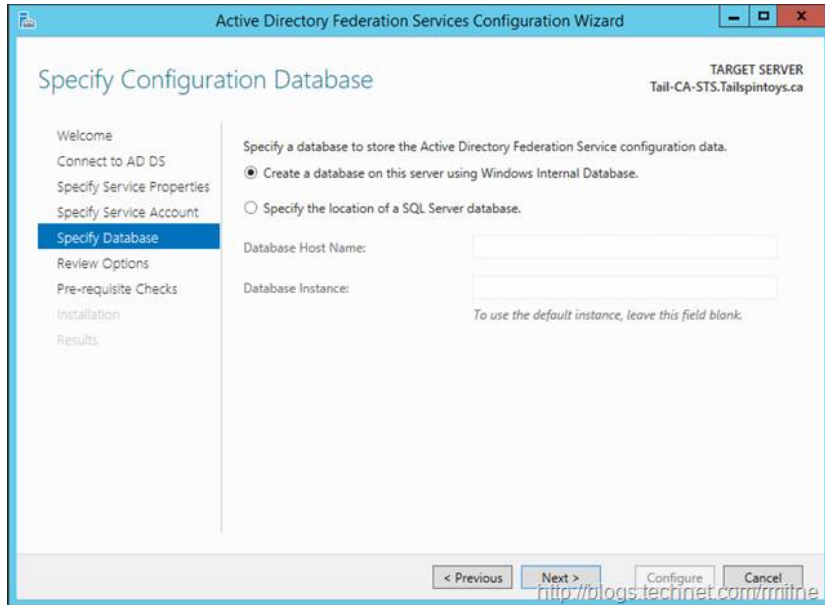 Active Directory Federation Services Configuration Wizard
Specify Configuration Database
TARGET SERVER
Tail-CA-STS.Tailspintoys.ca
Welcome
Connect to AD DS
Specify Service Properties
Specify Service Account
Specify Database
Review Options
Pre-requisite Checks
Installation
Results
Specify a database to store the Active Directory Federation Service configuration data.
Create a database on this server using Windows Internal Database.
Specify the location of a SQL Server database.
Database Host Name:
Database Instance:
To use the default instance, leave this field blank.
< Previous
Next >
Configure
Cancel
http://blogs.technet.com/rmilne